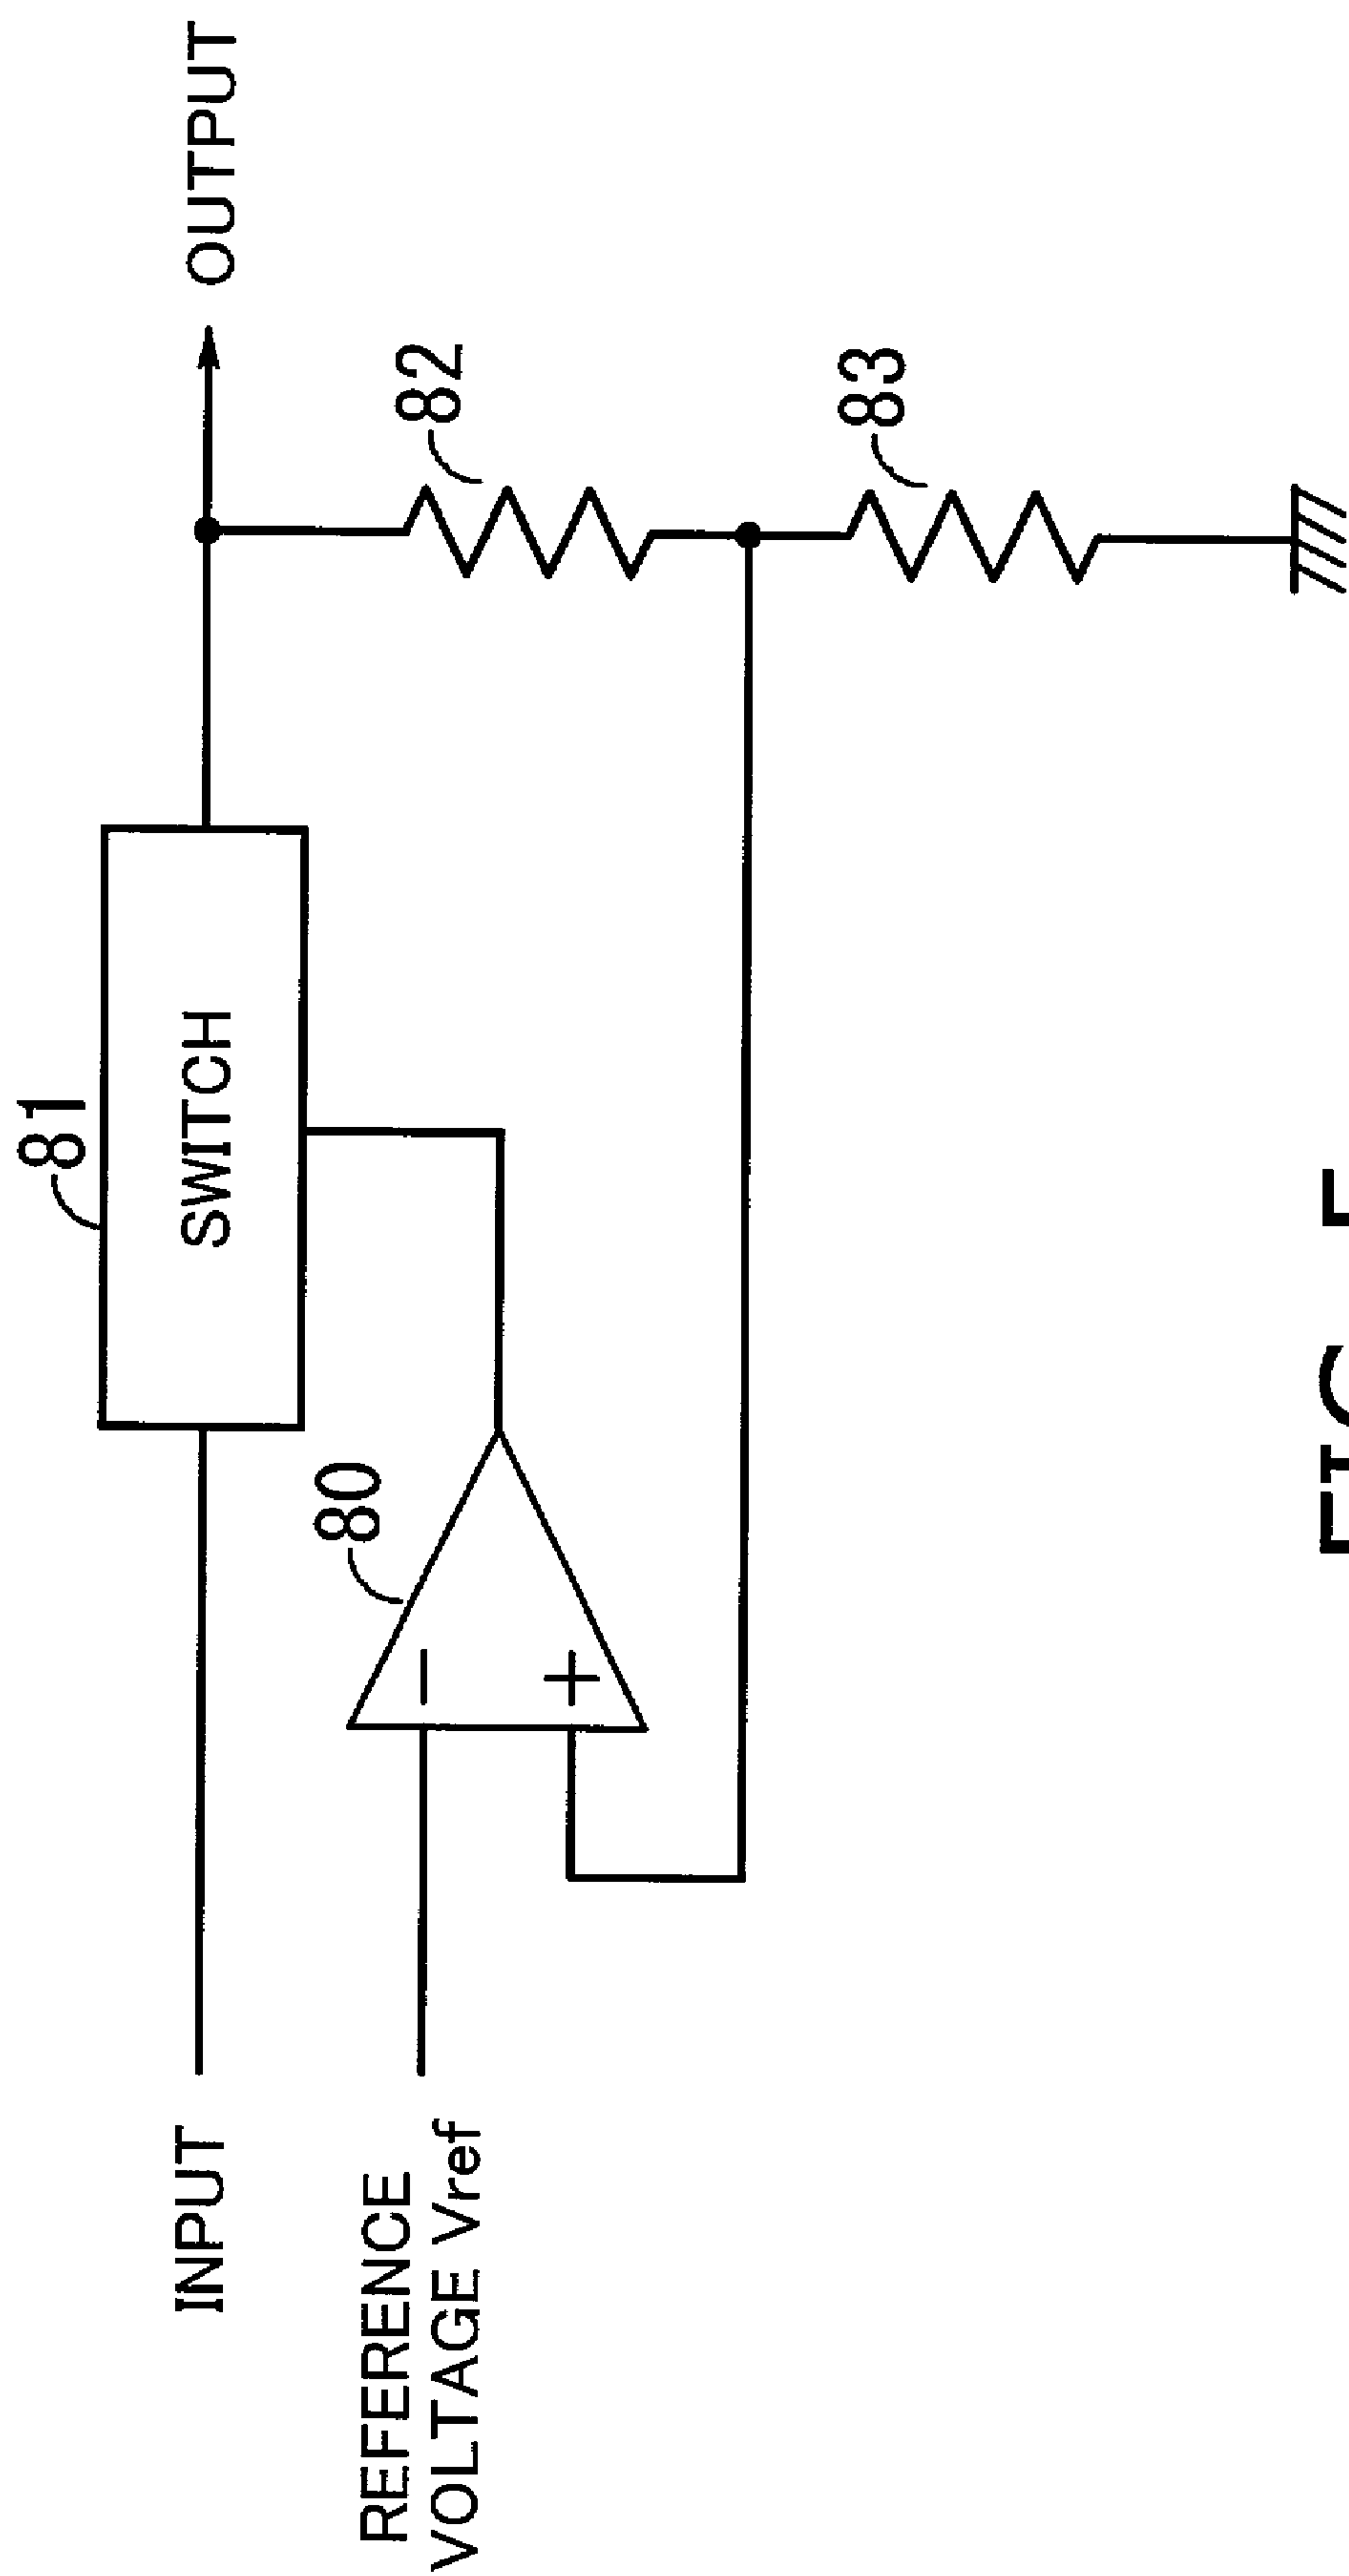 81
SWITCH
OUTPUT
INPUT
80
82
REFERENCE
VOLTAGE Vref
−
+
83